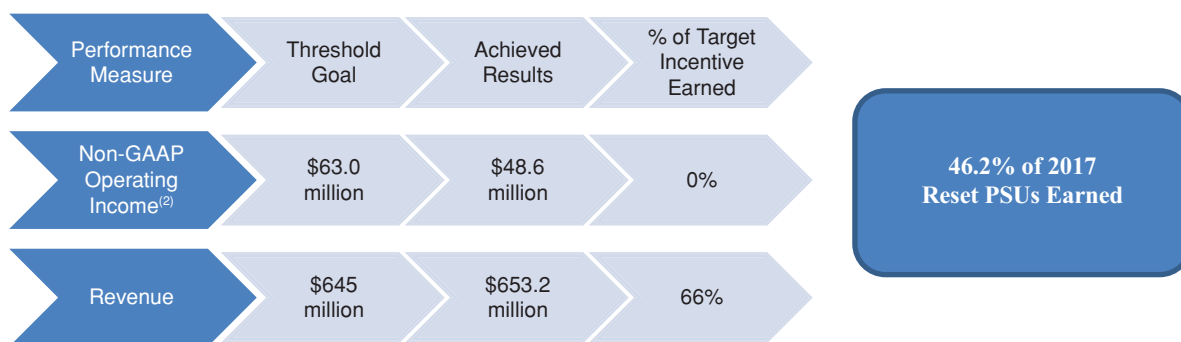 Performance
Measure
Threshold
Goal
Achieved
Results
% of Target
Incentive
Earned
Non-GAAP
Operating
Income(2)
$63.0
million
$48.6
million
0%
Revenue
$645
million
$653.2
million
66%
46.2% of 2017
Reset PSUs Earned